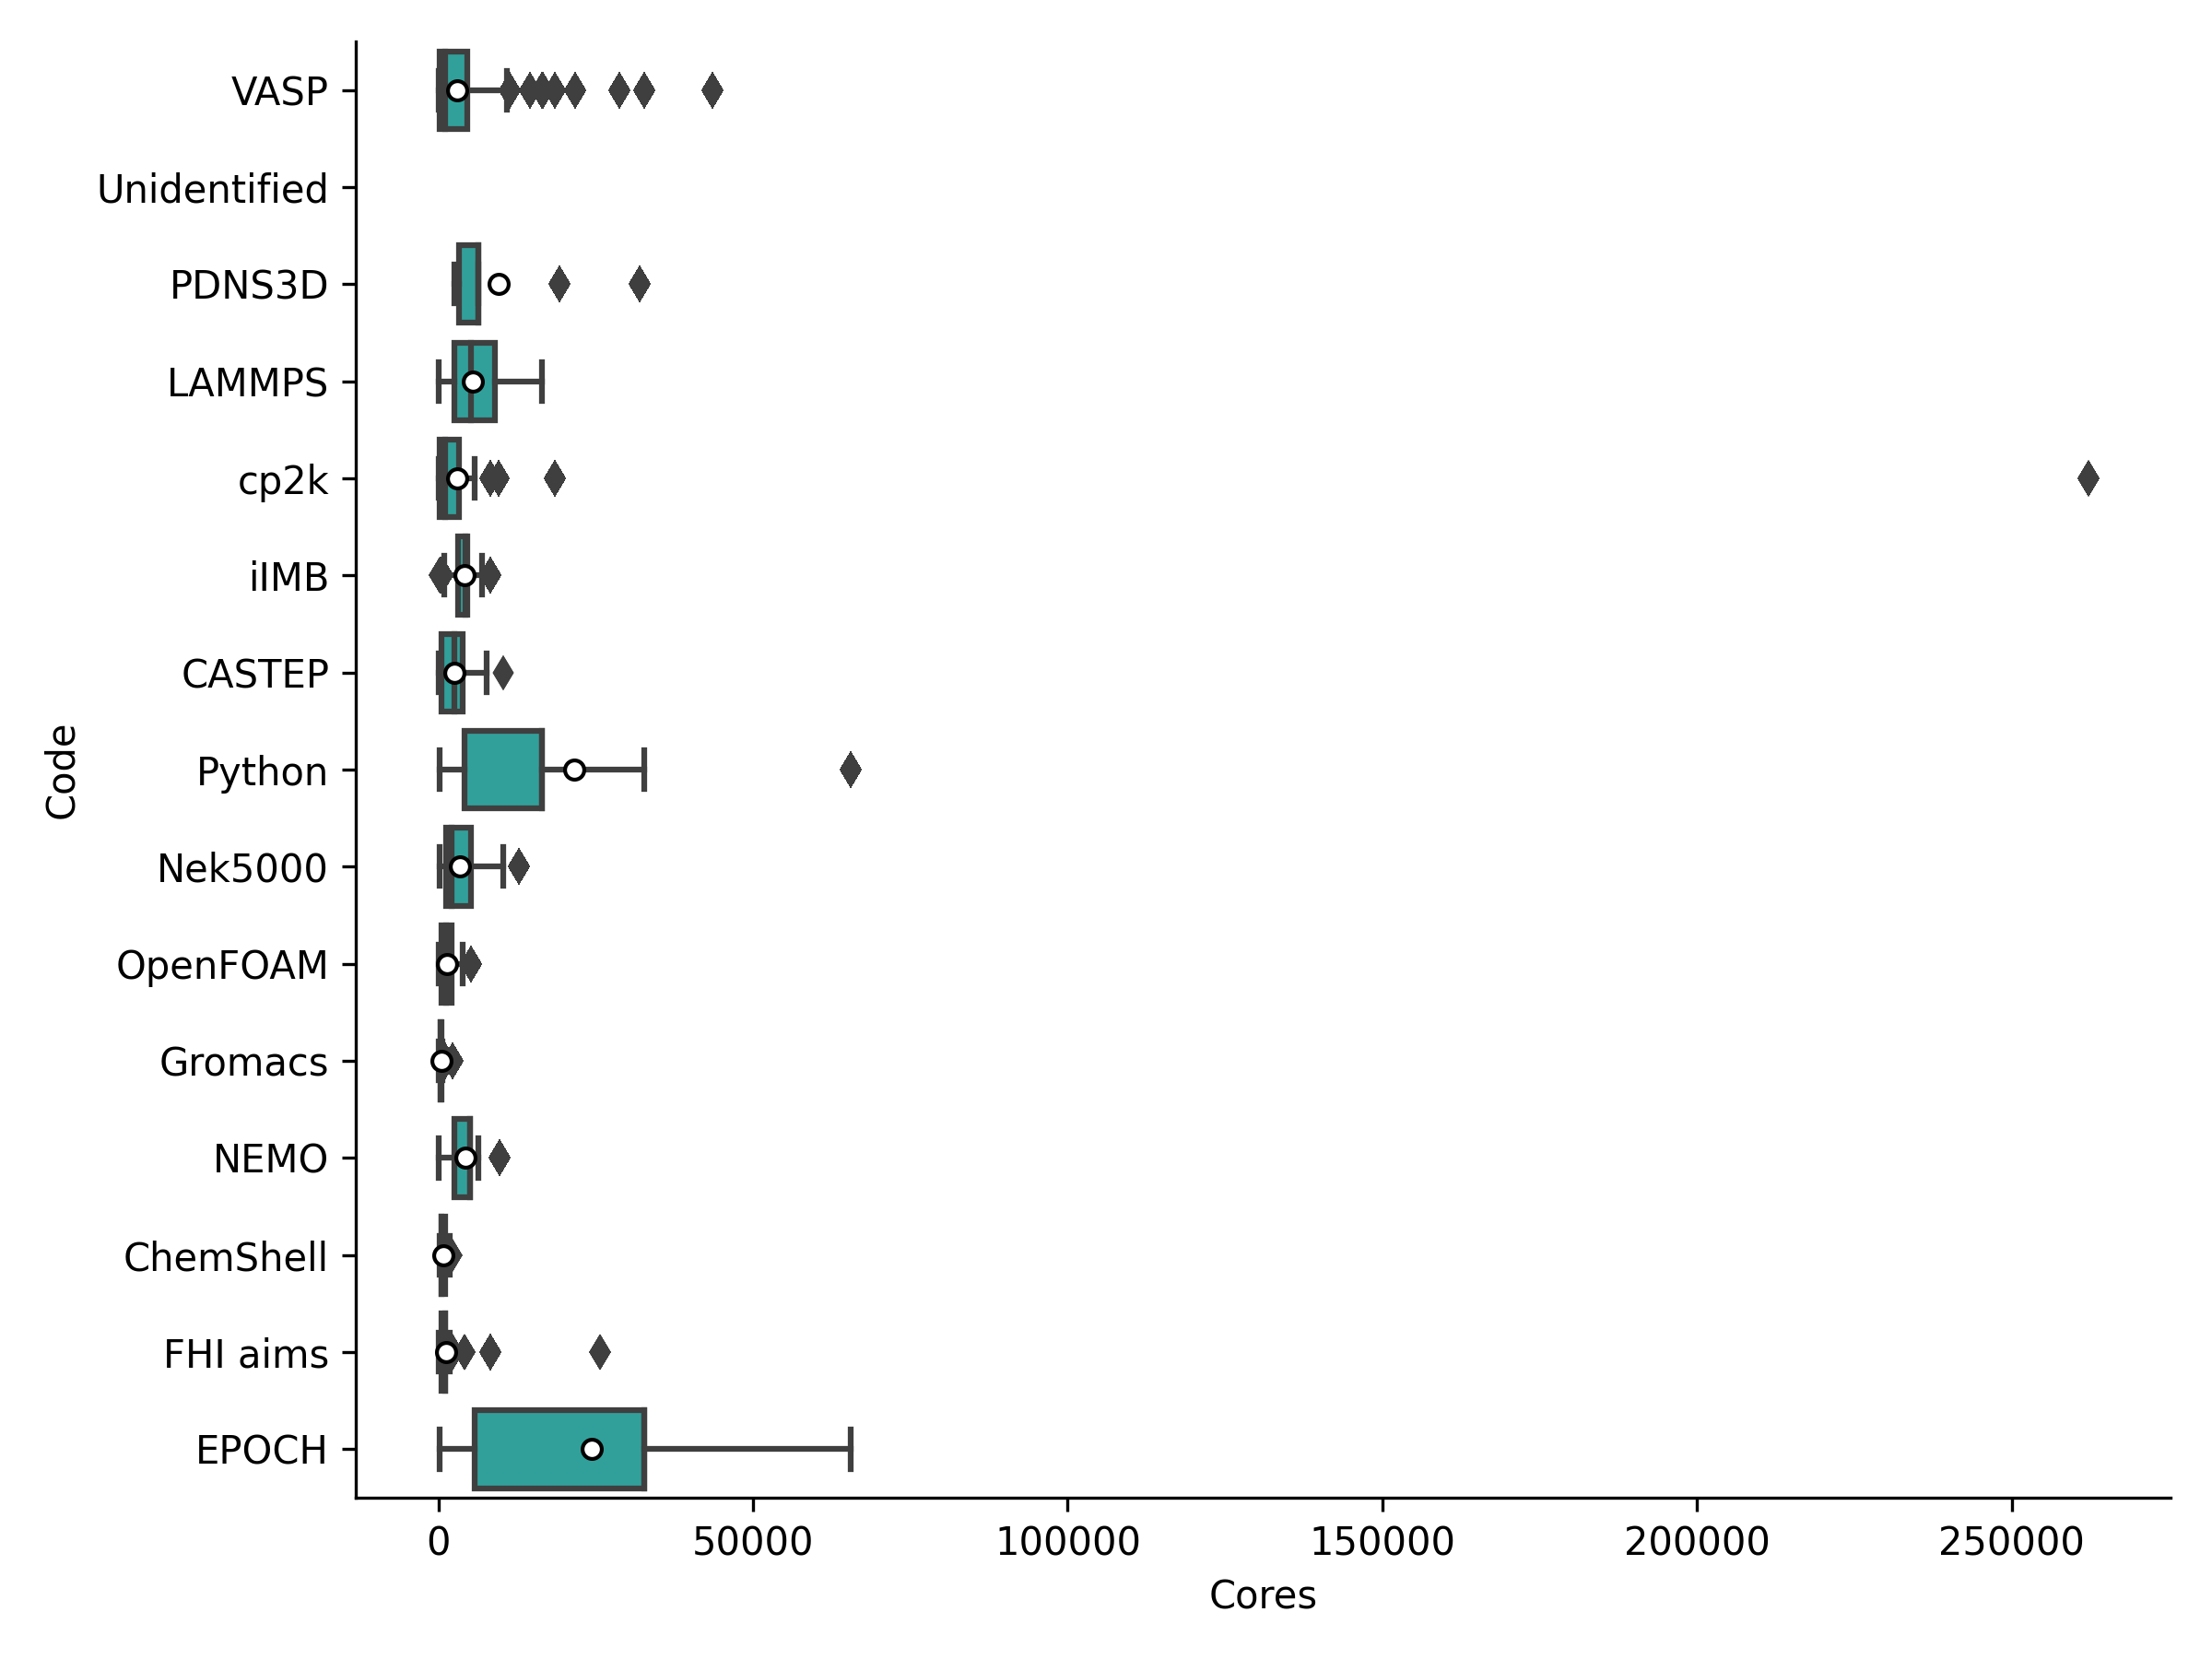 VASP
Unidentified
PDNS3D
LAMMPS
cp2k
iIMB
CASTEP
Python
Nek5000
OpenFOAM
Gromacs
NEMO
ChemShell
FHI aims
EPOCH
Code
0 50000 100000 150000 200000 250000
Cores